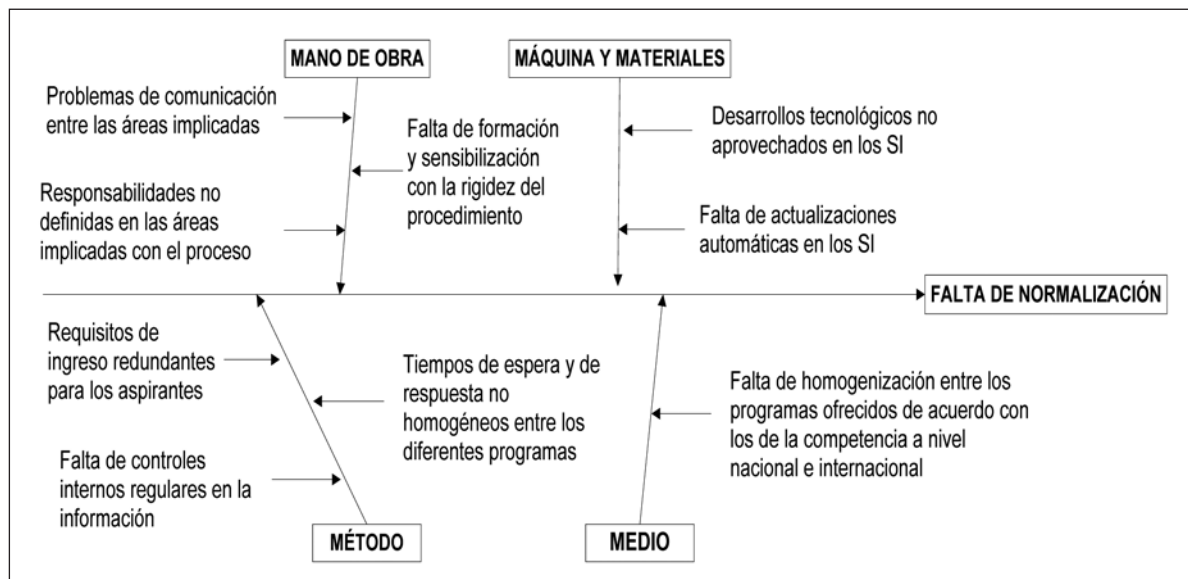 MANO DE OBRA
MÁQUINA Y MATERIALES
Problemas de comunicación
entre las áreas implicadas
Falta de formación
y sensibilización
con la rigidez del
procedimiento
Desarrollos tecnológicos no
aprovechados en los SI
Responsabilidades no
definidas en las áreas
implicadas con el proceso
Falta de actualizaciones
automáticas en los SI
FALTA DE NORMALIZACIÓN
Requisitos de
ingreso redundantes
para los aspirantes
Tiempos de espera y de
respuesta no
homogéneos entre los
diferentes programas
Falta de homogenización entre los
programas ofrecidos de acuerdo con
los de la competencia a nivel
nacional e internacional
Falta de controles
internos regulares en la
información
MÉTODO
MEDIO